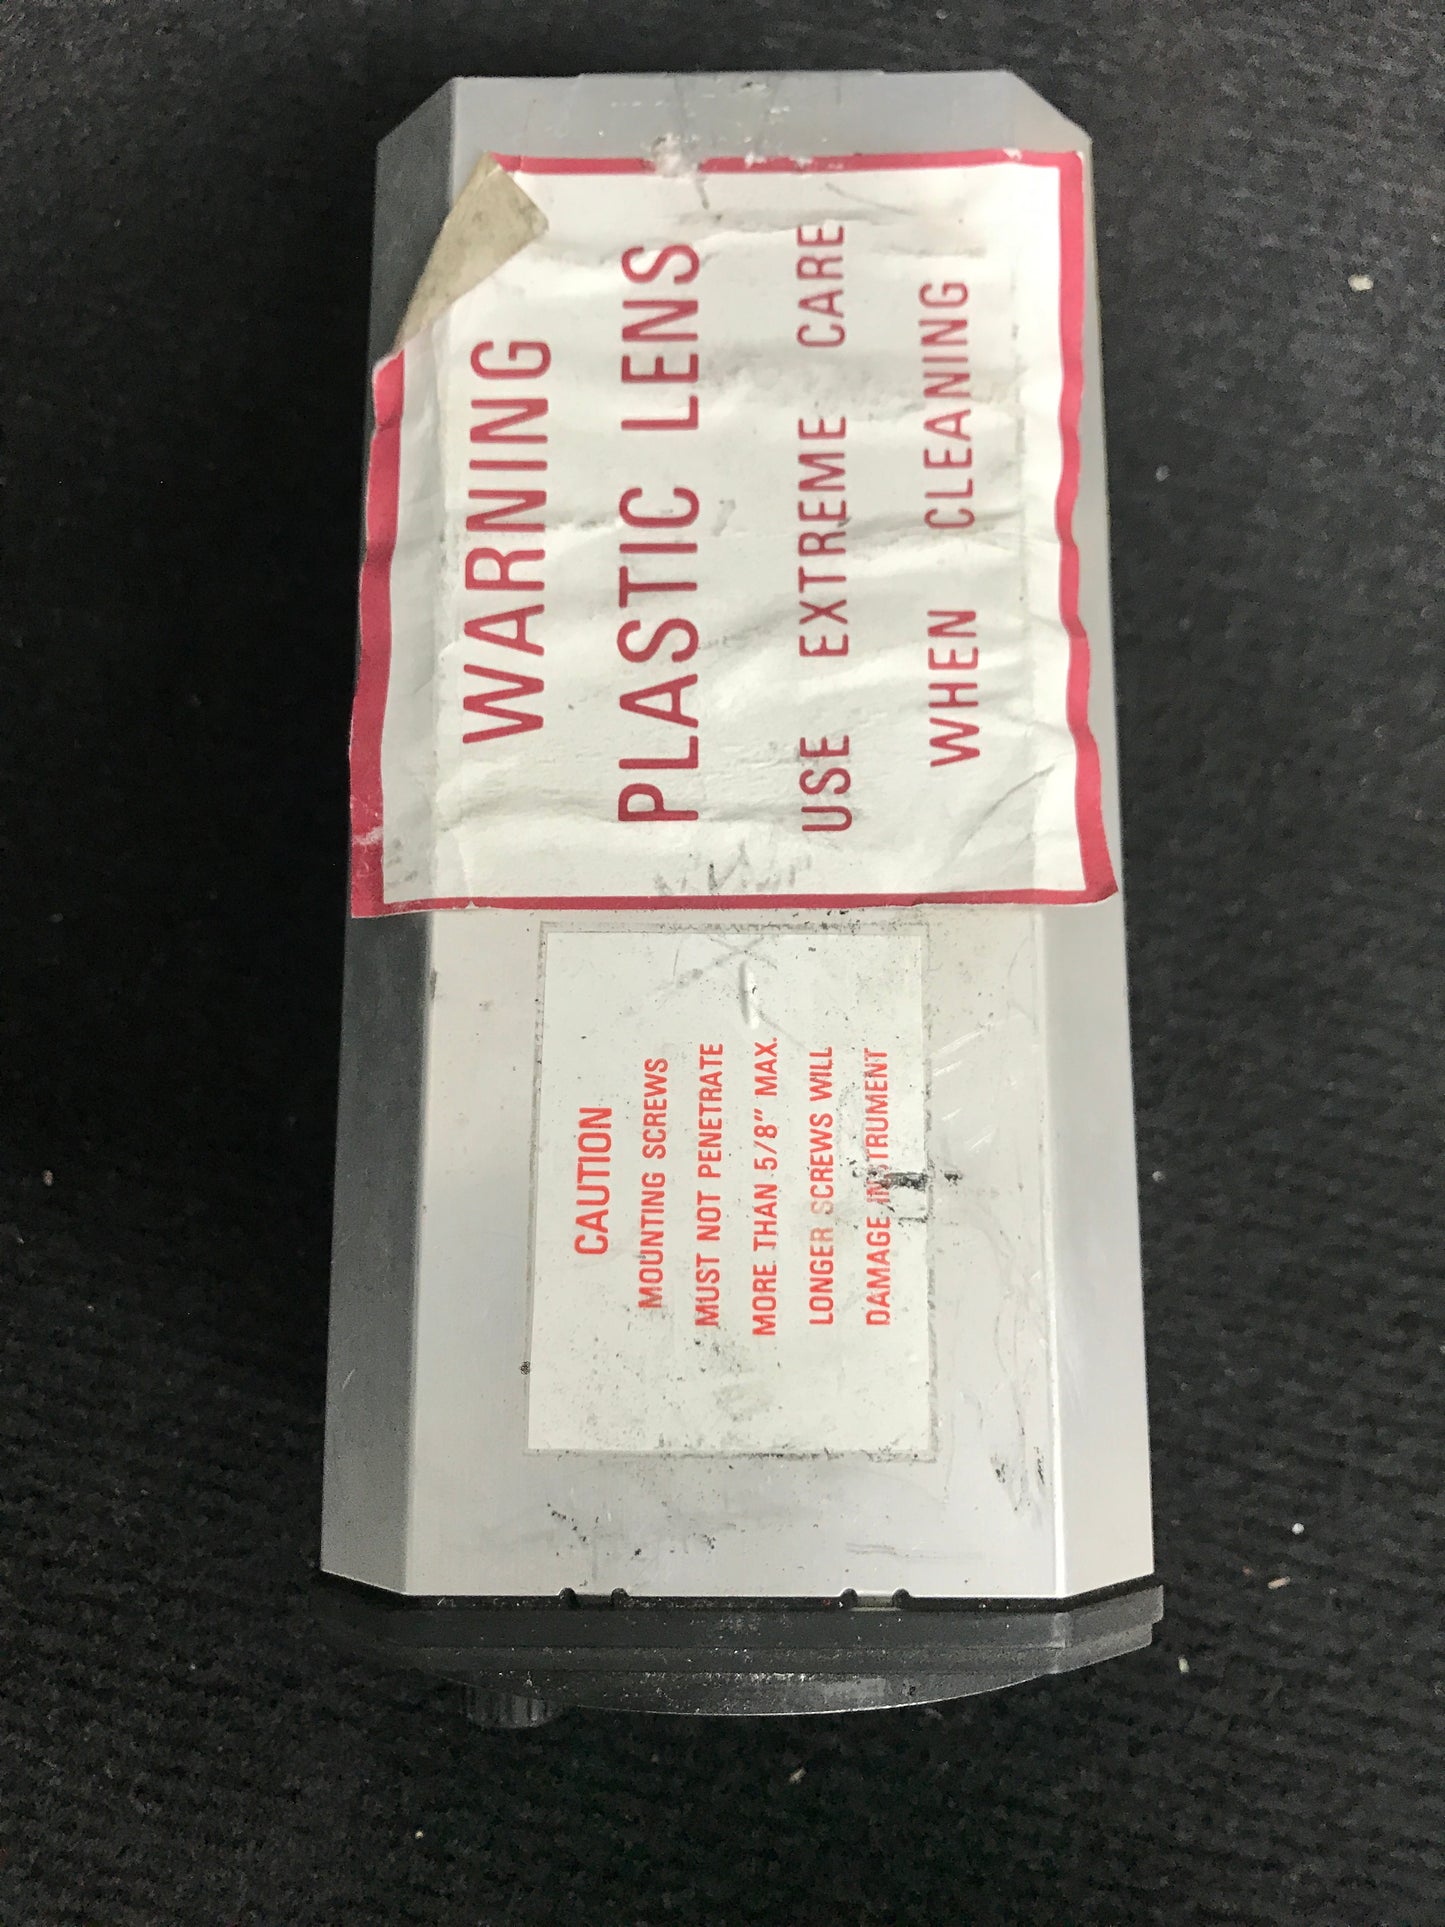 WARNING
PLASTIC LENS
USE EXTREME CARE
WHEN CLEANING
CAUTION
MOUNTING SCREWS
MUST NOT PENETRATE
MORE THAN 5/8" MAX.
LONGER SCREWS WILL
DAMAGE INSTRUMENT